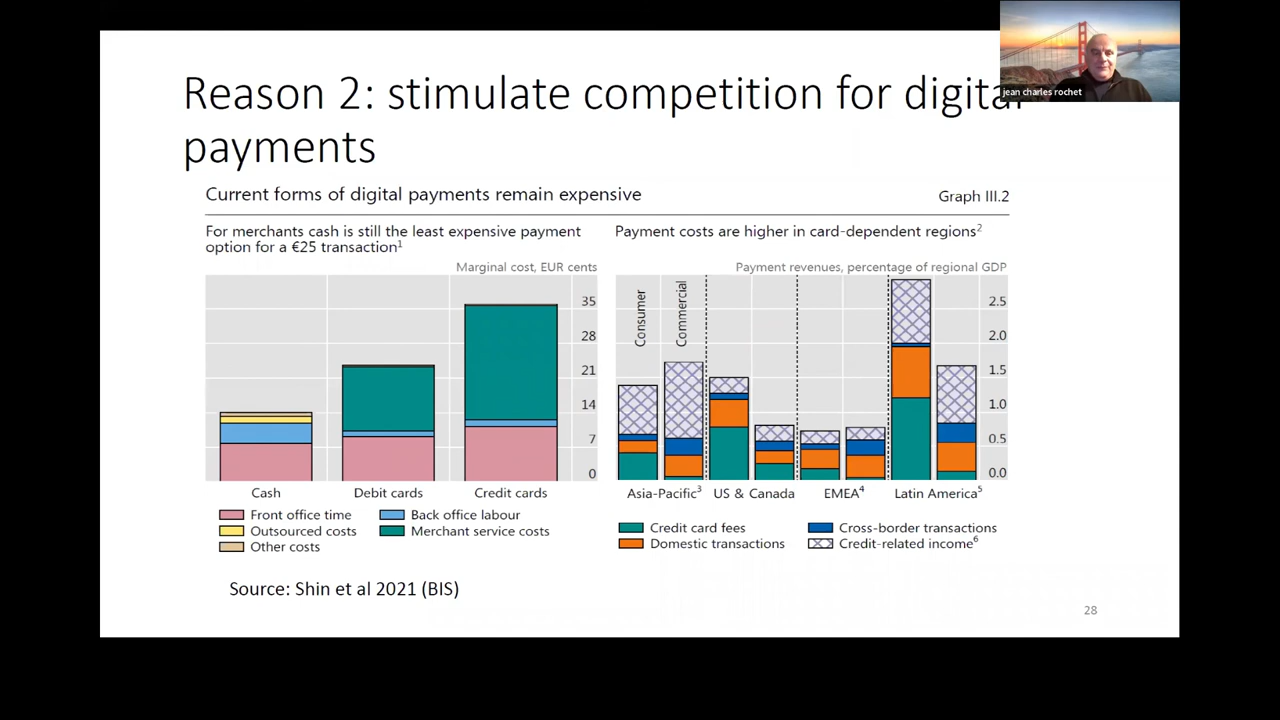 Reason 2: stimulate competition for digital
payments
jean charles rochet
Current forms of digital payments remain expensive
Graph III.2
For merchants cash is still the least expensive payment
option for a €25 transaction1
Marginal cost, EUR cents
35
28
21
14
7
0
Cash
Debit cards
Credit cards
Front office time
Back office labour
Outsourced costs
Merchant service costs
Other costs
Payment costs are higher in card-dependent regions2
Payment revenues, percentage of regional GDP
Consumer
Commercial
2.5
2.0
1.5
1.0
0.5
0.0
Asia-Pacific3
US & Canada
EMEA4
Latin America5
Credit card fees
Cross-border transactions
Domestic transactions
Credit-related income6
Source: Shin et al 2021 (BIS)
28